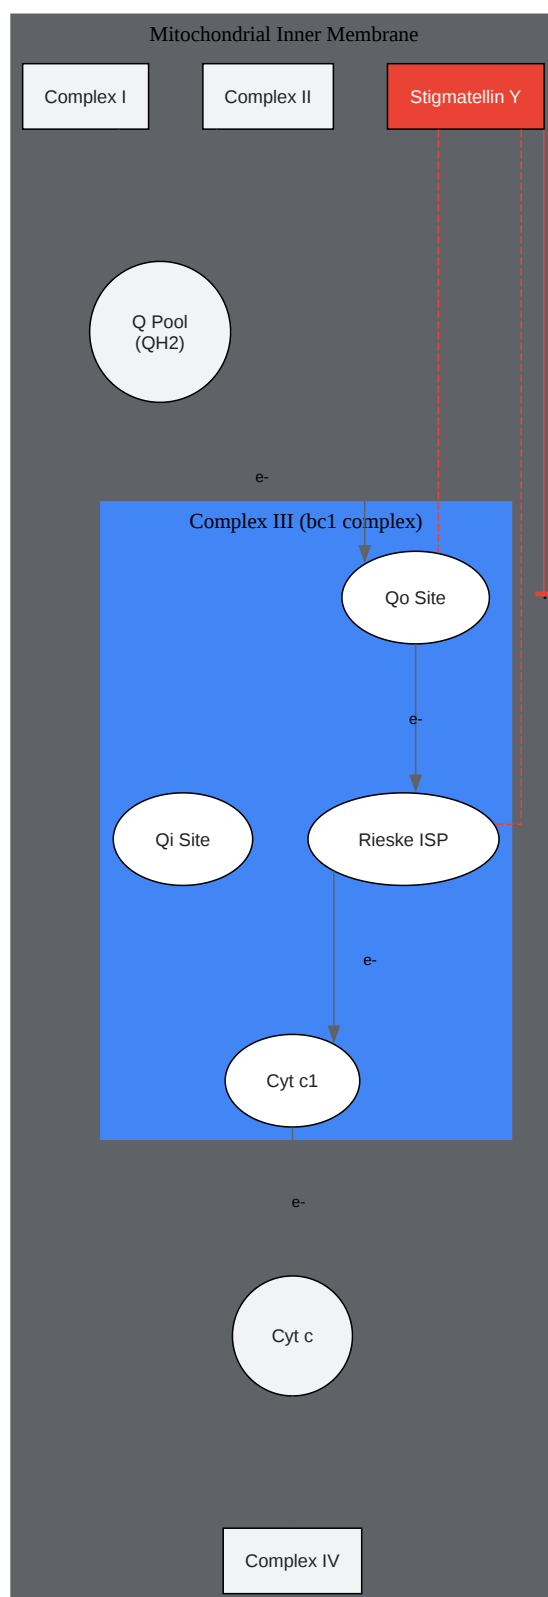 Mitochondrial Inner Membrane
Complex I
Complex II
Stigmatellin Y
Q Pool
(QH2)
e-
Complex III (bc1 complex)
Qo Site
e-
Qi Site
Rieske ISP
e-
Cyt c1
e-
Cyt c
Complex IV